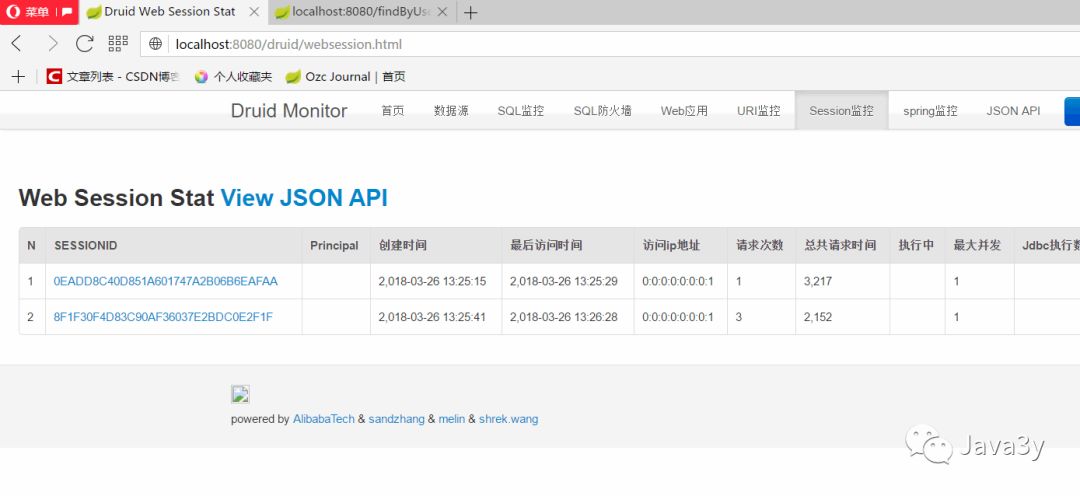 菜单 Druid Web Session Stat localhost:8080/findByUse
localhost:8080/druid/websession.html
文章列表 - CSDN博客 个人收藏夹 Ozc Journal | 首页
Druid Monitor 首页 数据源 SQL监控 SQL防火墙 Web应用 URI监控 Session监控 spring监控 JSON API
Web Session Stat View JSON API
N SESSIONID Principal 创建时间 最后访问时间 访问ip地址 请求次数 总共请求时间 执行中 最大并发 Jdbc执行数
1 0EADD8C40D851A601747A2B06B6EAFAA 2,018-03-26 13:25:15 2,018-03-26 13:25:29 0:0:0:0:0:0:0:1 1 3,217 1
2 8F1F30F4D83C90AF36037E2BDC0E2F1F 2,018-03-26 13:25:41 2,018-03-26 13:26:28 0:0:0:0:0:0:0:1 3 2,152 1
powered by AlibabaTech & sandzhang & melin & shrek.wang
Java3y